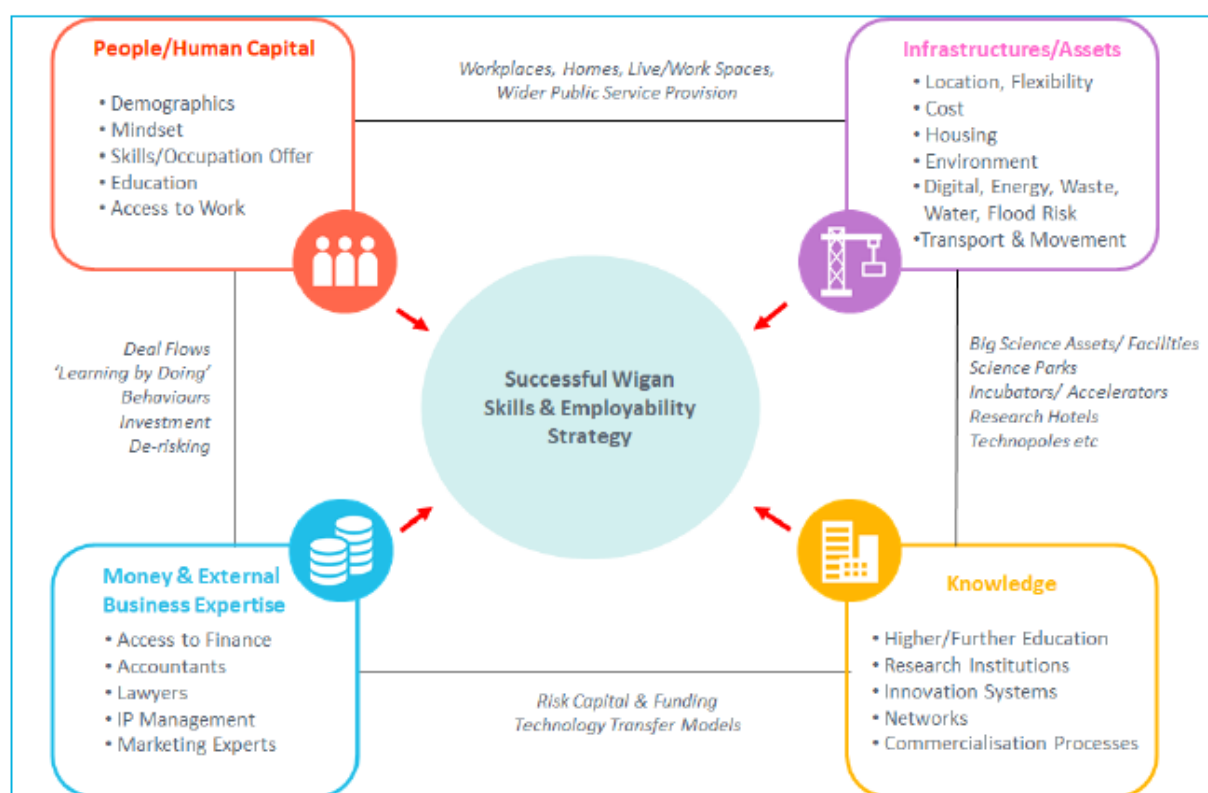 People/Human Capital
• Demographics
• Mindset
• Skills/Occupation Offer
• Education
• Access to Work
Workplaces, Homes, Live/Work Spaces,
Wider Public Service Provision
Infrastructures/Assets
• Location, Flexibility
• Cost
• Housing
• Environment
• Digital, Energy, Waste,
Water, Flood Risk
•Transport & Movement
Deal Flows
'Learning by Doing'
Behaviours
Investment
De-risking
Successful Wigan
Skills & Employability
Strategy
Big Science Assets/ Facilities
Science Parks
Incubators/ Accelerators
Research Hotels
Technopoles etc
Money & External
Business Expertise
• Access to Finance
• Accountants
• Lawyers
• IP Management
• Marketing Experts
Risk Capital & Funding
Technology Transfer Models
Knowledge
• Higher/Further Education
• Research Institutions
• Innovation Systems
• Networks
• Commercialisation Processes